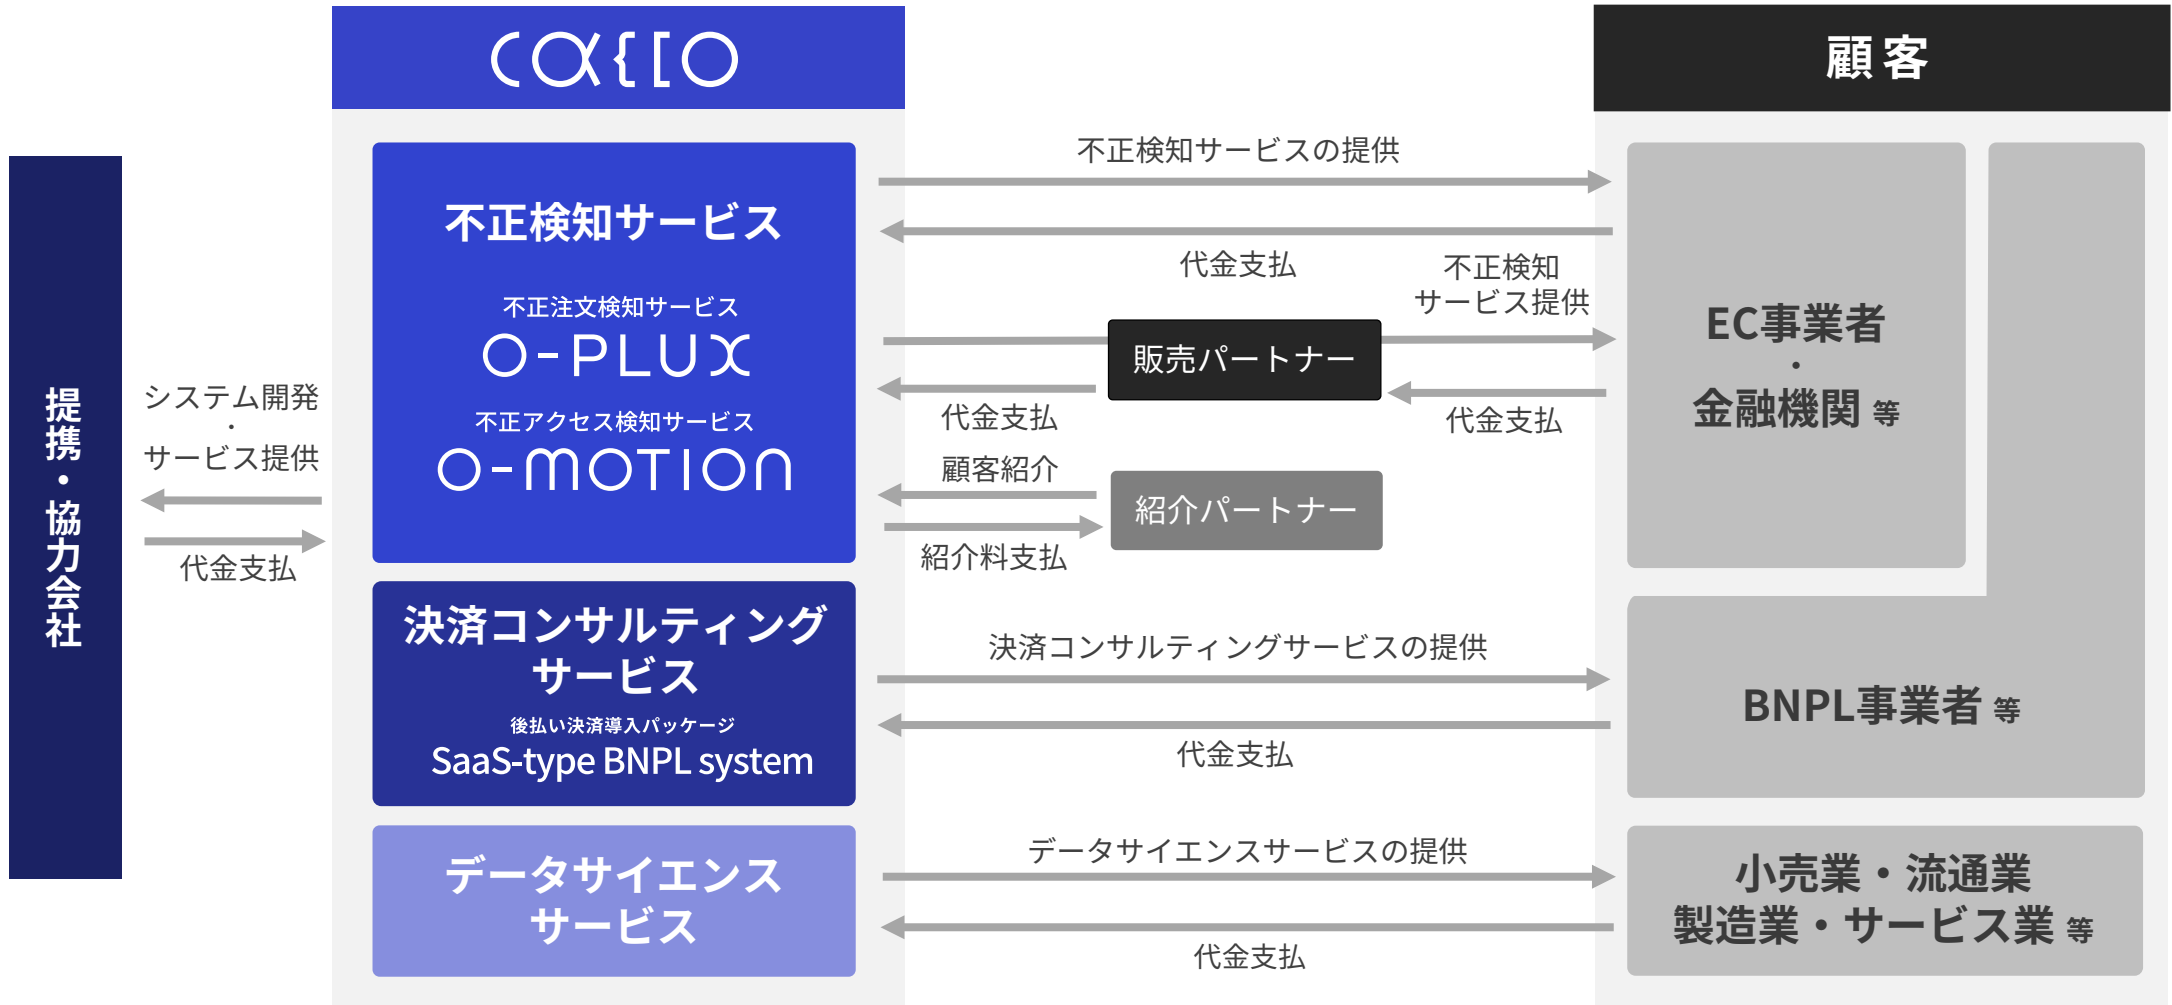 cacco
顧客
提携・協力会社
システム開発
・
サービス提供
代金支払
不正検知サービス
不正注文検知サービス
O-PLUX
不正アクセス検知サービス
O-MOTION
決済コンサルティング
サービス
後払い決済導入パッケージ
SaaS-type BNPL system
データサイエンス
サービス
不正検知サービスの提供
代金支払
不正検知
サービス提供
販売パートナー
代金支払
代金支払
顧客紹介
紹介パートナー
紹介料支払
決済コンサルティングサービスの提供
代金支払
データサイエンスサービスの提供
代金支払
EC事業者
・
金融機関 等
BNPL事業者 等
小売業・流通業
製造業・サービス業 等